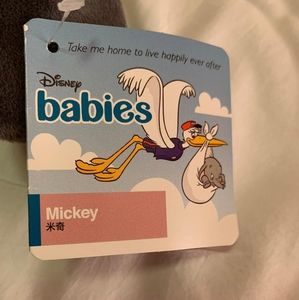 Take me home to live happily ever after
Disney
babies
Mickey
米奇